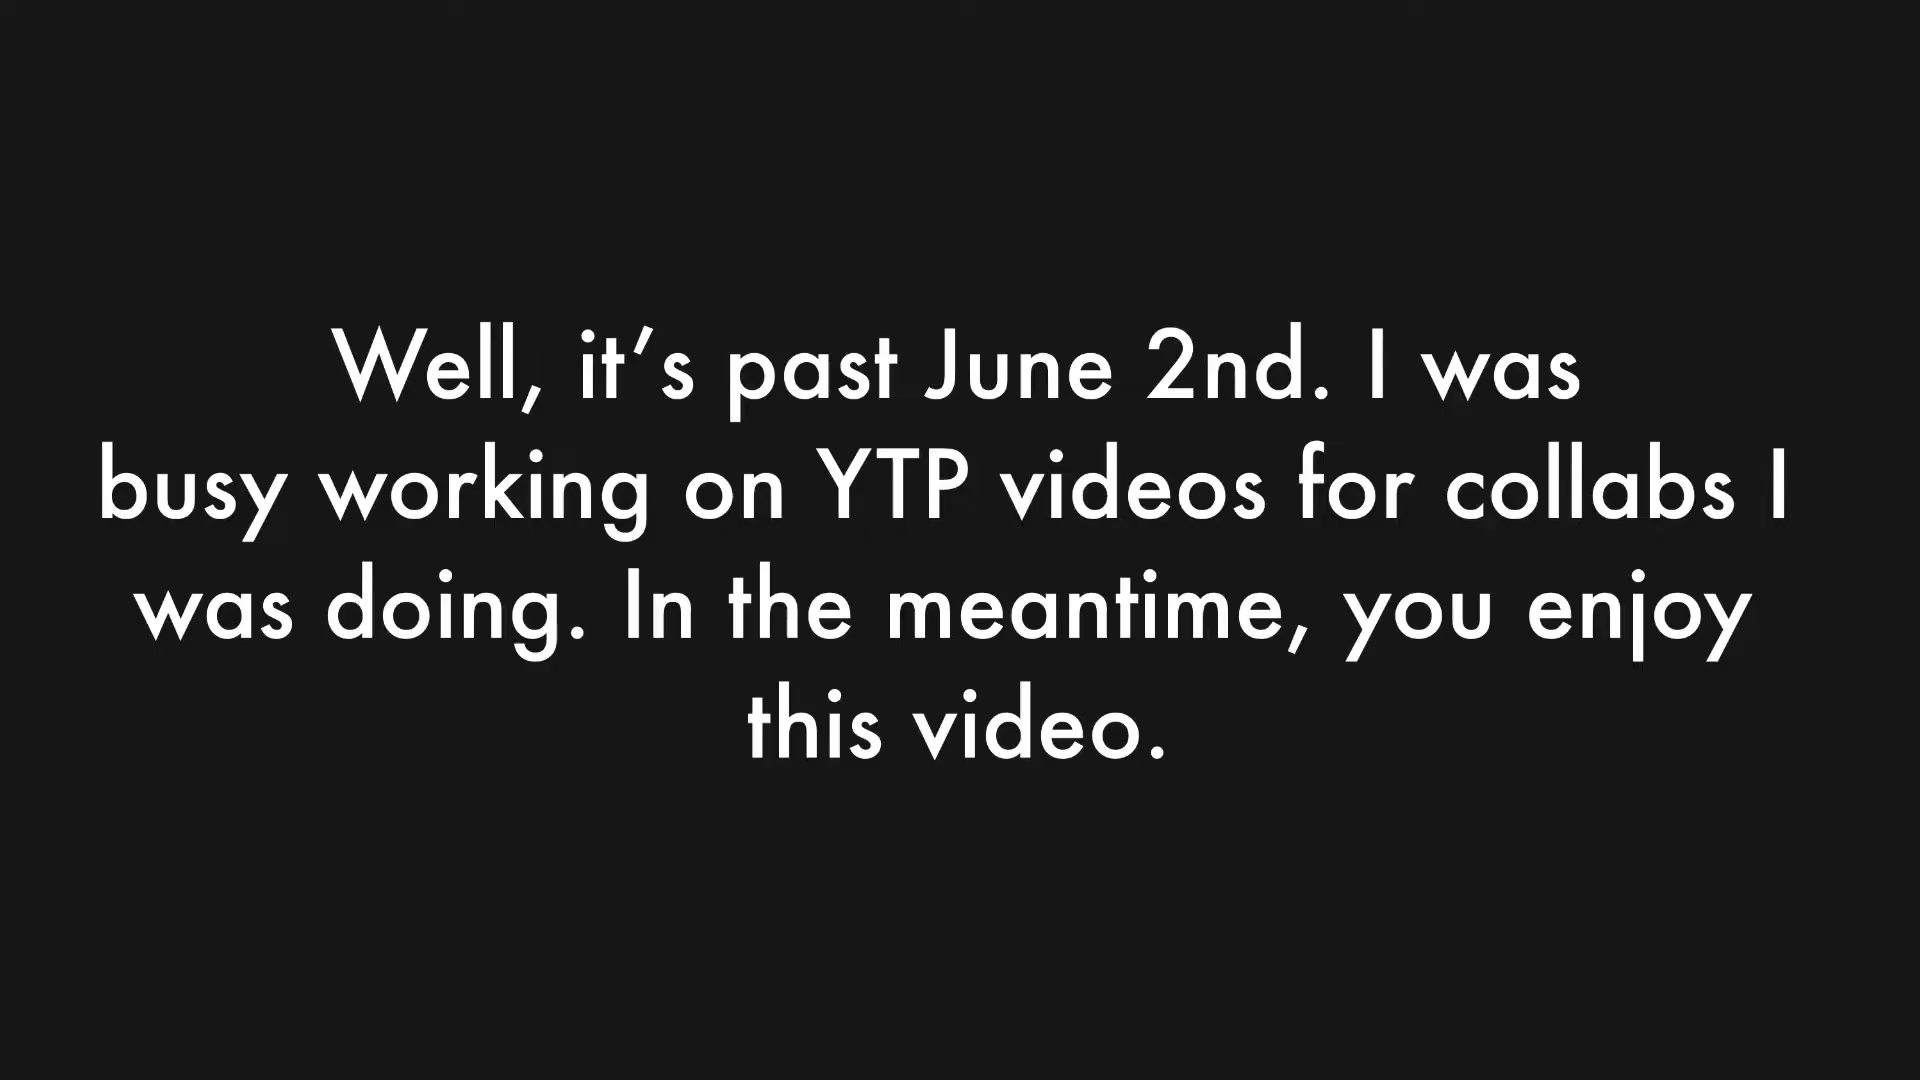 Well, it’s past June 2nd. I was
busy working on YTP videos for collabs I
was doing. In the meantime, you enjoy
this video.